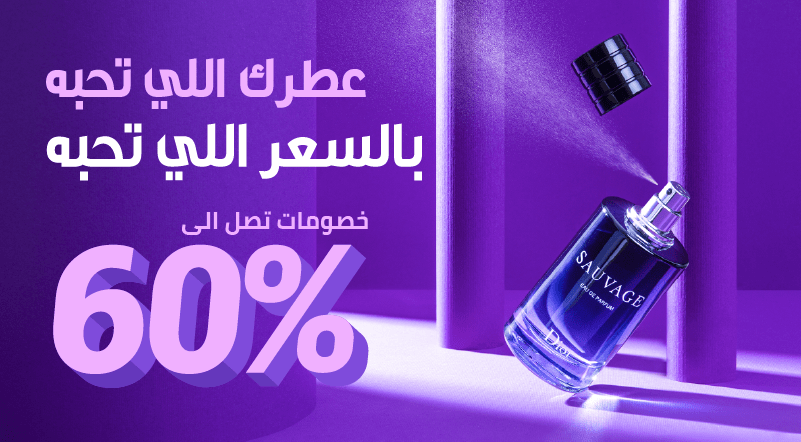 عطرك اللي تحبه
بالسعر اللي تحبه
خصومات تصل الى
60%
SAUVAGE
EAU DE PARFUM
Dior